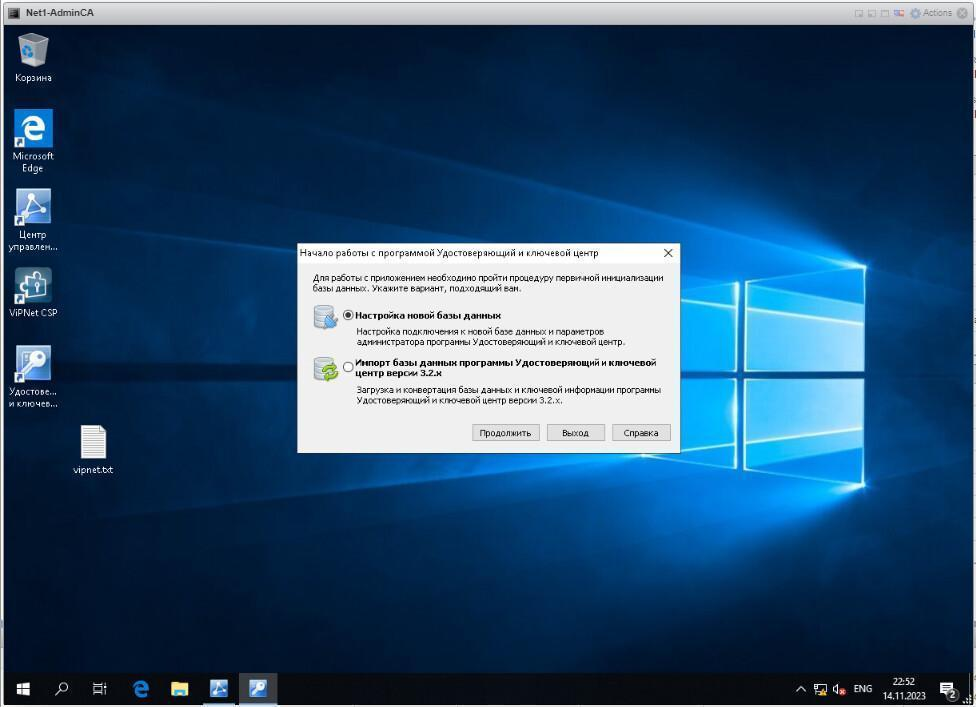 Net1-AdminCA
Actions
Корзина
Microsoft
Edge
Центр
управлен...
ViPNet CSP
Удостове...
и ключев...
vipnet.txt
Начало работы с программой Удостоверяющий и ключевой центр
Для работы с приложением необходимо пройти процедуру первичной инициализации
базы данных. Укажите вариант, подходящий вам.
Настройка новой базы данных
Настройка подключения к новой базе данных и параметров
администратора программы Удостоверяющий и ключевой центр.
Импорт базы данных программы Удостоверяющий и ключевой
центр версии 3.2.x
Загрузка и конвертация базы данных и ключевой информации программы
Удостоверяющий и ключевой центр версии 3.2.x.
Продолжить
Выход
Справка
ENG
22:52
14.11.2023
2